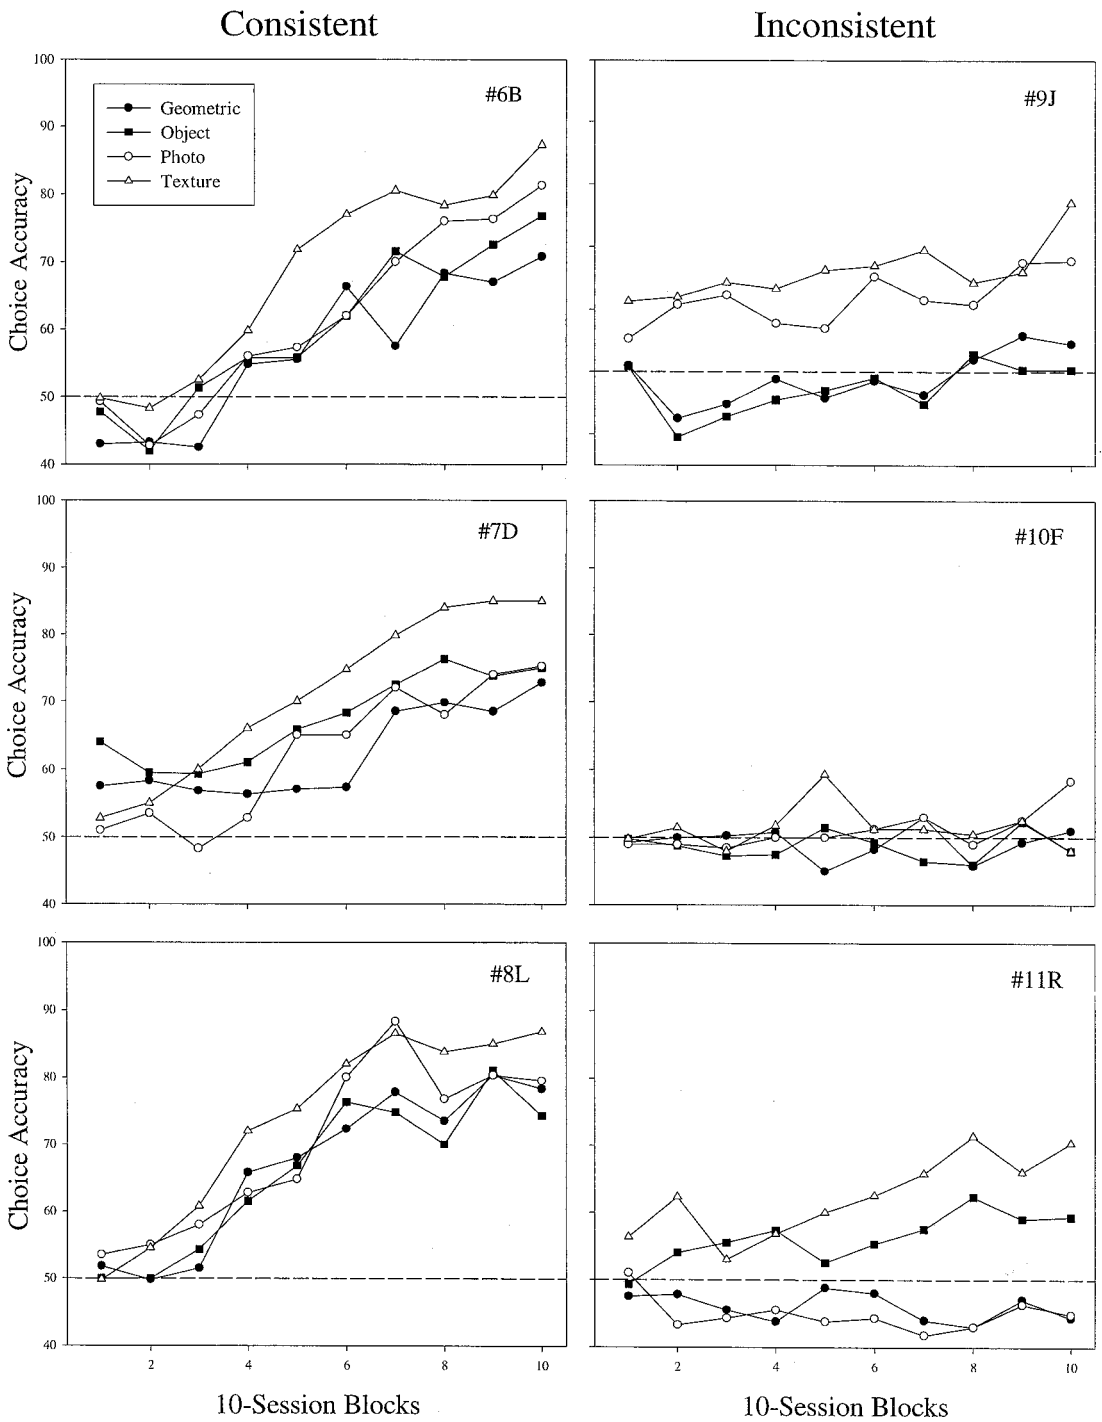 Consistent
Inconsistent
100
90
80
70
60
50
40
Choice Accuracy
Geometric
Object
Photo
Texture
#6B
#9J
100
90
80
70
60
50
40
Choice Accuracy
#7D
#10F
100
90
80
70
60
50
40
Choice Accuracy
#8L
#11R
2 4 6 8 10
2 4 6 8 10
10-Session Blocks
10-Session Blocks